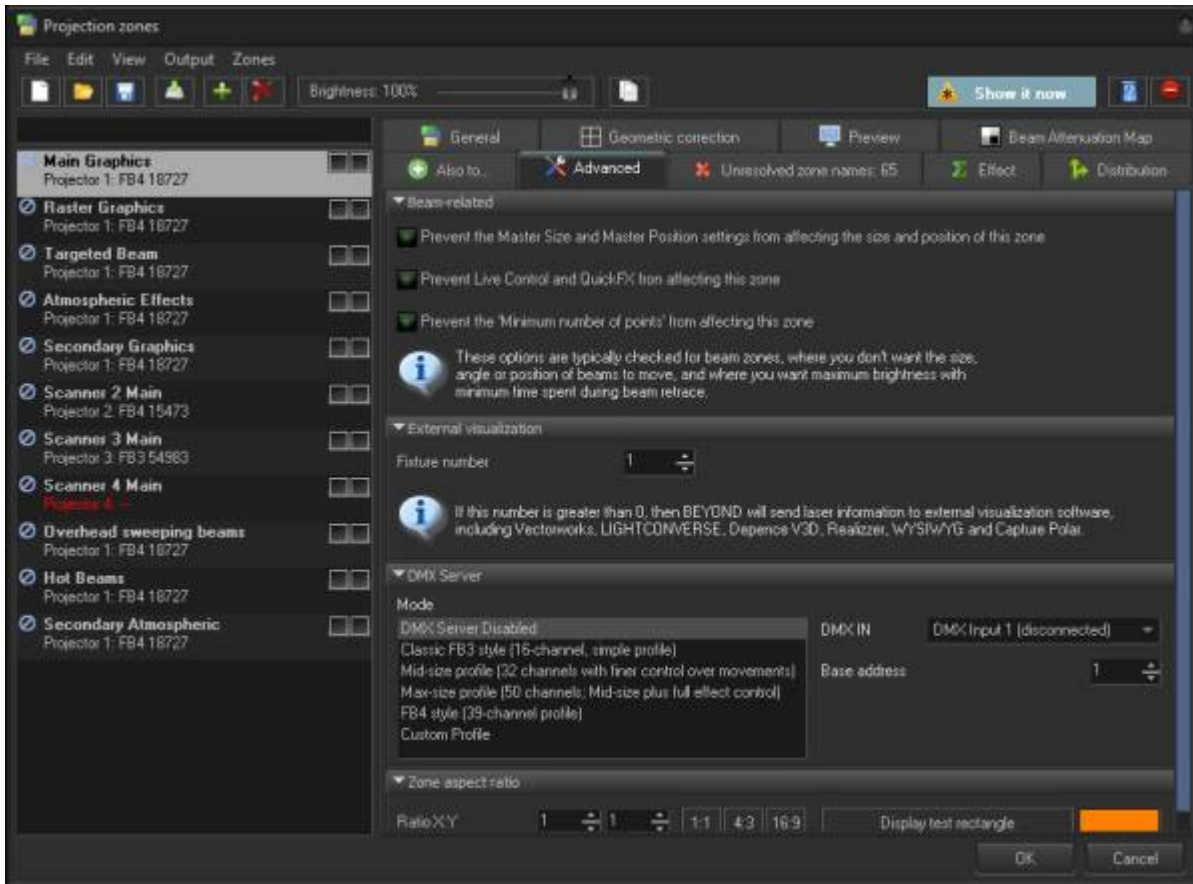 Projection zones
File Edit View Output Zones
Brightness: 100%
Show it now
General Geometric correction Preview Beam Attenuation Map
Also to... Advanced Unresolved zone names: 65 Effect Distribution
Main Graphics
Projector 1: FB4 18727
Raster Graphics
Projector 1: FB4 18727
Targeted Beam
Projector 1: FB4 18727
Atmospheric Effects
Projector 1: FB4 18727
Secondary Graphics
Projector 1: FB4 18727
Scanner 2 Main
Projector 2: FB4 15473
Scanner 3 Main
Projector 3: FB3 54983
Scanner 4 Main
Projector 4: --
Overhead sweeping beams
Projector 1: FB4 18727
Hot Beams
Projector 1: FB4 18727
Secondary Atmospheric
Projector 1: FB4 18727
Beam-related
Prevent the Master Size and Master Position settings from affecting the size and position of this zone
Prevent Live Control and QuickFX from affecting this zone
Prevent the 'Minimum number of points' from affecting this zone
These options are typically checked for beam zones, where you don't want the size,
angle or position of beams to move, and where you want maximum brightness with
minimum time spent during beam retrace.
External visualization
Fixture number 1
If this number is greater than 0, then BEYOND will send laser information to external visualization software,
including Vectorworks, LIGHTCONVERSE, Depence V3D, Realizzer, WYSIWYG and Capture Polar.
DMX Server
Mode
DMX Server Disabled
Classic FB3 style (16-channel, simple profile)
Mid-size profile (32 channels with finer control over movements)
Max-size profile (50 channels; Mid-size plus full effect control)
FB4 style (39-channel profile)
Custom Profile
DMX IN DMX Input 1 (disconnected)
Base address 1
Zone aspect ratio
Ratio X:Y 1 1 1:1 4:3 16:9 Display test rectangle
OK Cancel